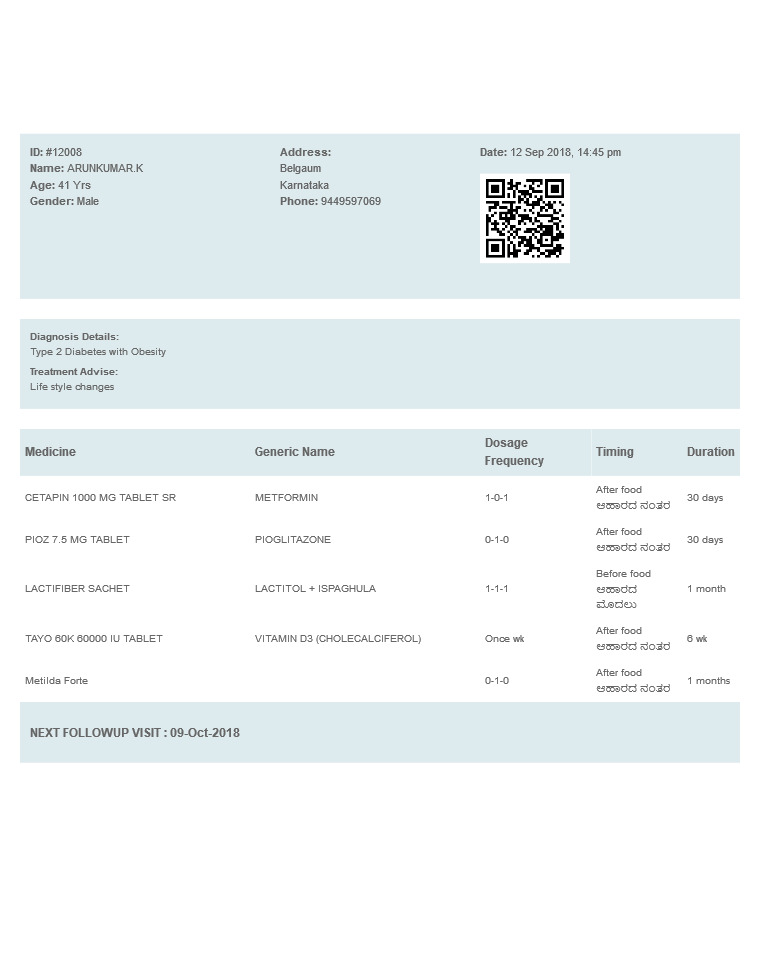 ID: #12008
Name: ARUNKUMAR.K
Age: 41 Yrs
Gender: Male
Address:
Belgaum
Karnataka
Phone: 9449597069
Date: 12 Sep 2018, 14:45 pm
Diagnosis Details:
Type 2 Diabetes with Obesity
Treatment Advise:
Life style changes
Medicine Generic Name Dosage Frequency Timing Duration
CETAPIN 1000 MG TABLET SR METFORMIN 1-0-1 After food ಆಹಾರದ ನಂತರ 30 days
PIOZ 7.5 MG TABLET PIOGLITAZONE 0-1-0 After food ಆಹಾರದ ನಂತರ 30 days
LACTIFIBER SACHET LACTITOL + ISPAGHULA 1-1-1 Before food ಆಹಾರದ ಮೊದಲು 1 month
TAYO 60K 60000 IU TABLET VITAMIN D3 (CHOLECALCIFEROL) Once wk After food ಆಹಾರದ ನಂತರ 6 wk
Metilda Forte 0-1-0 After food ಆಹಾರದ ನಂತರ 1 months
NEXT FOLLOWUP VISIT : 09-Oct-2018